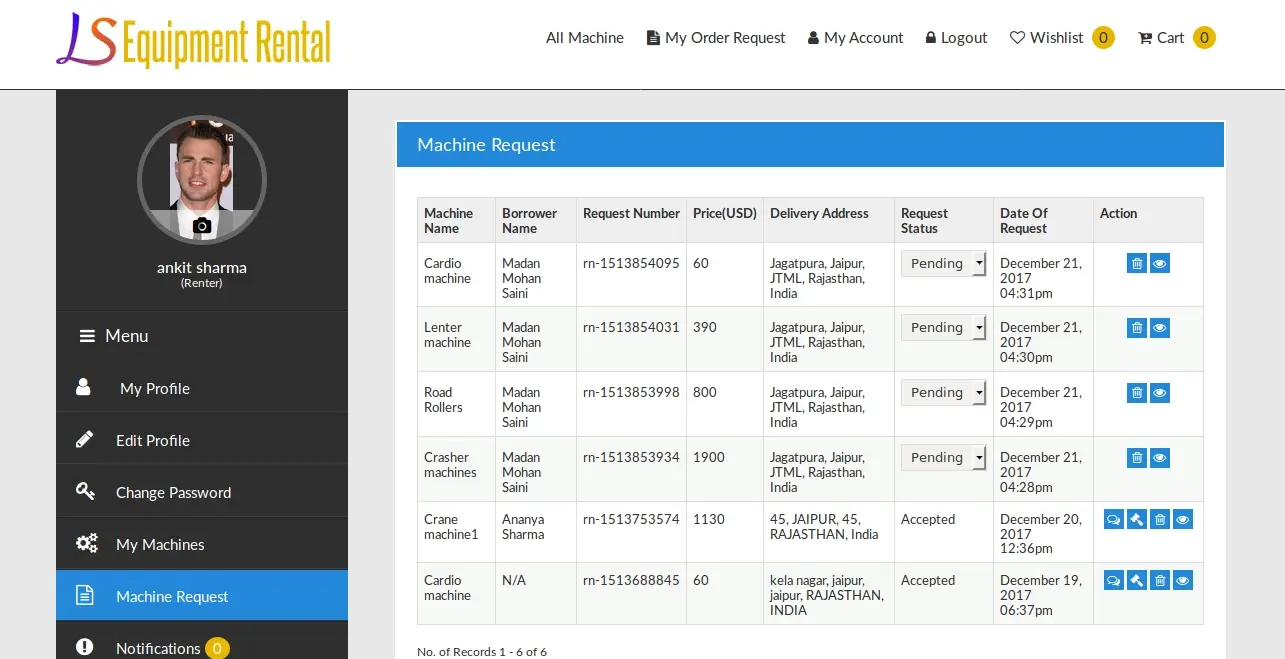 LS Equipment Rental
All Machine My Order Request My Account Logout Wishlist 0 Cart 0
ankit sharma
(Renter)
Menu
My Profile
Edit Profile
Change Password
My Machines
Machine Request
Notifications 0
Machine Request
Machine Name Borrower Name Request Number Price(USD) Delivery Address Request Status Date Of Request Action
Cardio machine Madan Mohan Saini rn-1513854095 60 Jagatpura, Jaipur, JTML, Rajasthan, India Pending December 21, 2017 04:31pm
Lenter machine Madan Mohan Saini rn-1513854031 390 Jagatpura, Jaipur, JTML, Rajasthan, India Pending December 21, 2017 04:30pm
Road Rollers Madan Mohan Saini rn-1513853998 800 Jagatpura, Jaipur, JTML, Rajasthan, India Pending December 21, 2017 04:29pm
Crasher machines Madan Mohan Saini rn-1513853934 1900 Jagatpura, Jaipur, JTML, Rajasthan, India Pending December 21, 2017 04:28pm
Crane machine1 Ananya Sharma rn-1513753574 1130 45, JAIPUR, 45, RAJASTHAN, India Accepted December 20, 2017 12:36pm
Cardio machine N/A rn-1513688845 60 kela nagar, jaipur, jaipur, RAJASTHAN, INDIA Accepted December 19, 2017 06:37pm
No. of Records 1 - 6 of 6